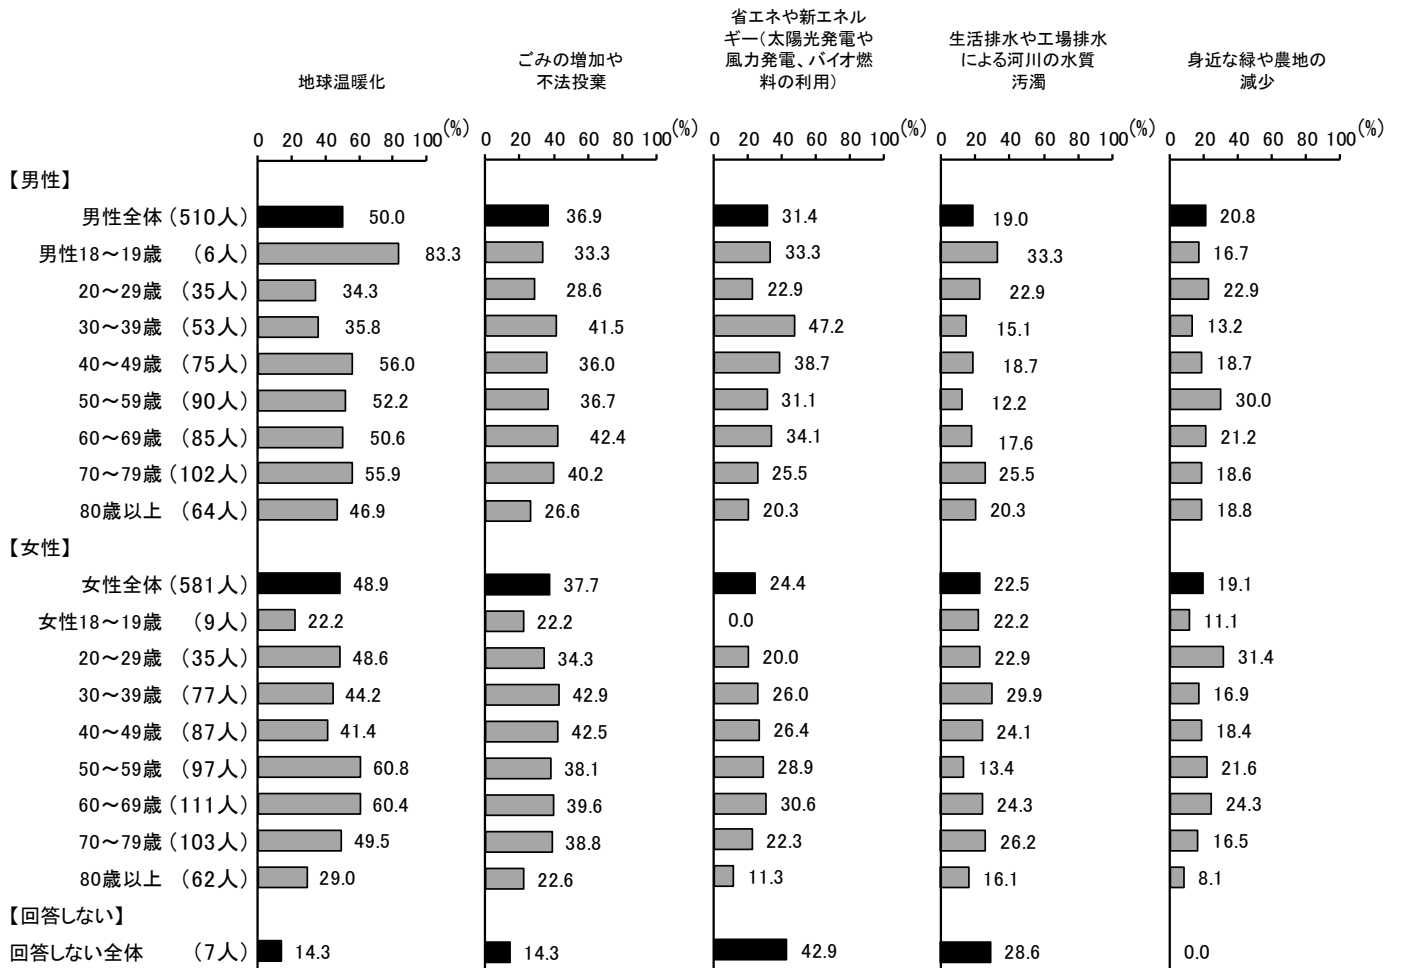 省エネや新エネル
ギー(太陽光発電や
風力発電、バイオ燃
料の利用)
生活排水や工場排水
による河川の水質
汚濁
ごみの増加や
不法投棄
身近な緑や農地の
減少
地球温暖化
0 20 40 60 80 100(%) 0 20 40 60 80 100(%) 0 20 40 60 80 100(%) 0 20 40 60 80 100(%) 0 20 40 60 80 100(%)
【男性】
男性全体(510人) 50.0 36.9 31.4 19.0 20.8
男性18～19歳 (6人) 83.3 33.3 33.3 33.3 16.7
20～29歳 (35人) 34.3 28.6 22.9 22.9 22.9
30～39歳 (53人) 35.8 41.5 47.2 15.1 13.2
40～49歳 (75人) 56.0 36.0 38.7 18.7 18.7
50～59歳 (90人) 52.2 36.7 31.1 12.2 30.0
60～69歳 (85人) 50.6 42.4 34.1 17.6 21.2
70～79歳(102人) 55.9 40.2 25.5 25.5 18.6
80歳以上 (64人) 46.9 26.6 20.3 20.3 18.8
【女性】
女性全体(581人) 48.9 37.7 24.4 22.5 19.1
女性18～19歳 (9人) 22.2 22.2 0.0 22.2 11.1
20～29歳 (35人) 48.6 34.3 20.0 22.9 31.4
30～39歳 (77人) 44.2 42.9 26.0 29.9 16.9
40～49歳 (87人) 41.4 42.5 26.4 24.1 18.4
50～59歳 (97人) 60.8 38.1 28.9 13.4 21.6
60～69歳(111人) 60.4 39.6 30.6 24.3 24.3
70～79歳(103人) 49.5 38.8 22.3 26.2 16.5
80歳以上 (62人) 29.0 22.6 11.3 16.1 8.1
【回答しない】
回答しない全体 (7人) 14.3 14.3 42.9 28.6 0.0